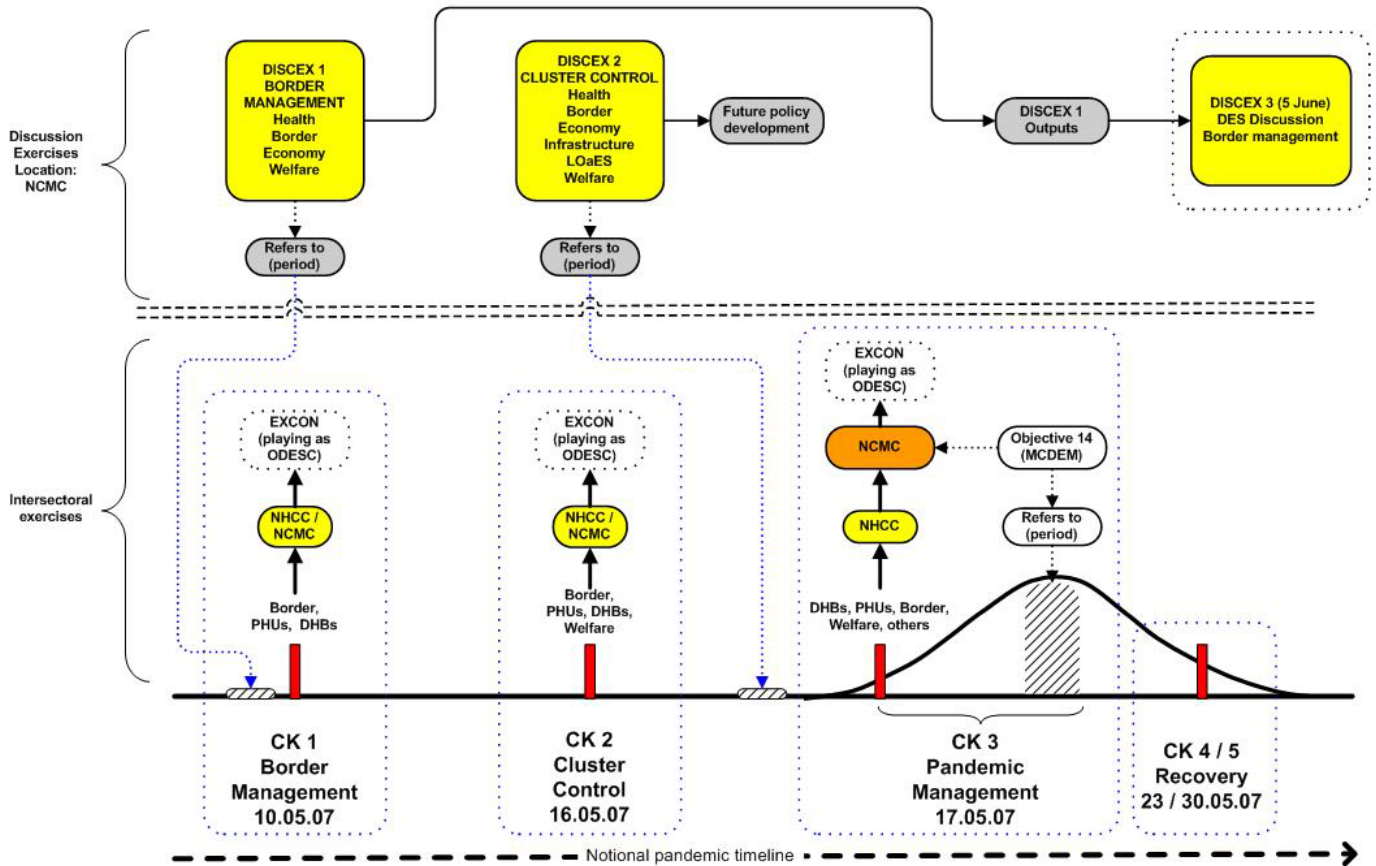 DISCEX 1
BORDER
MANAGEMENT
Health
Border
Economy
Welfare
DISCEX 2
CLUSTER CONTROL
Health
Border
Economy
Infrastructure
LOaES
Welfare
Future policy
development
DISCEX 1
Outputs
DISCEX 3 (5 June)
DES Discussion
Border management
Discussion
Exercises
Location:
NCMC
Refers to
(period)
Refers to
(period)
Intersectoral
exercises
EXCON
(playing as
ODESC)
NHCC /
NCMC
Border,
PHUs, DHBs
EXCON
(playing as
ODESC)
NHCC /
NCMC
Border,
PHUs, DHBs,
Welfare
EXCON
(playing as
ODESC)
NCMC
Objective 14
(MCDEM)
NHCC
Refers to
(period)
DHBs, PHUs, Border,
Welfare, others
CK 1
Border
Management
10.05.07
CK 2
Cluster
Control
16.05.07
CK 3
Pandemic
Management
17.05.07
CK 4 / 5
Recovery
23 / 30.05.07
Notional pandemic timeline